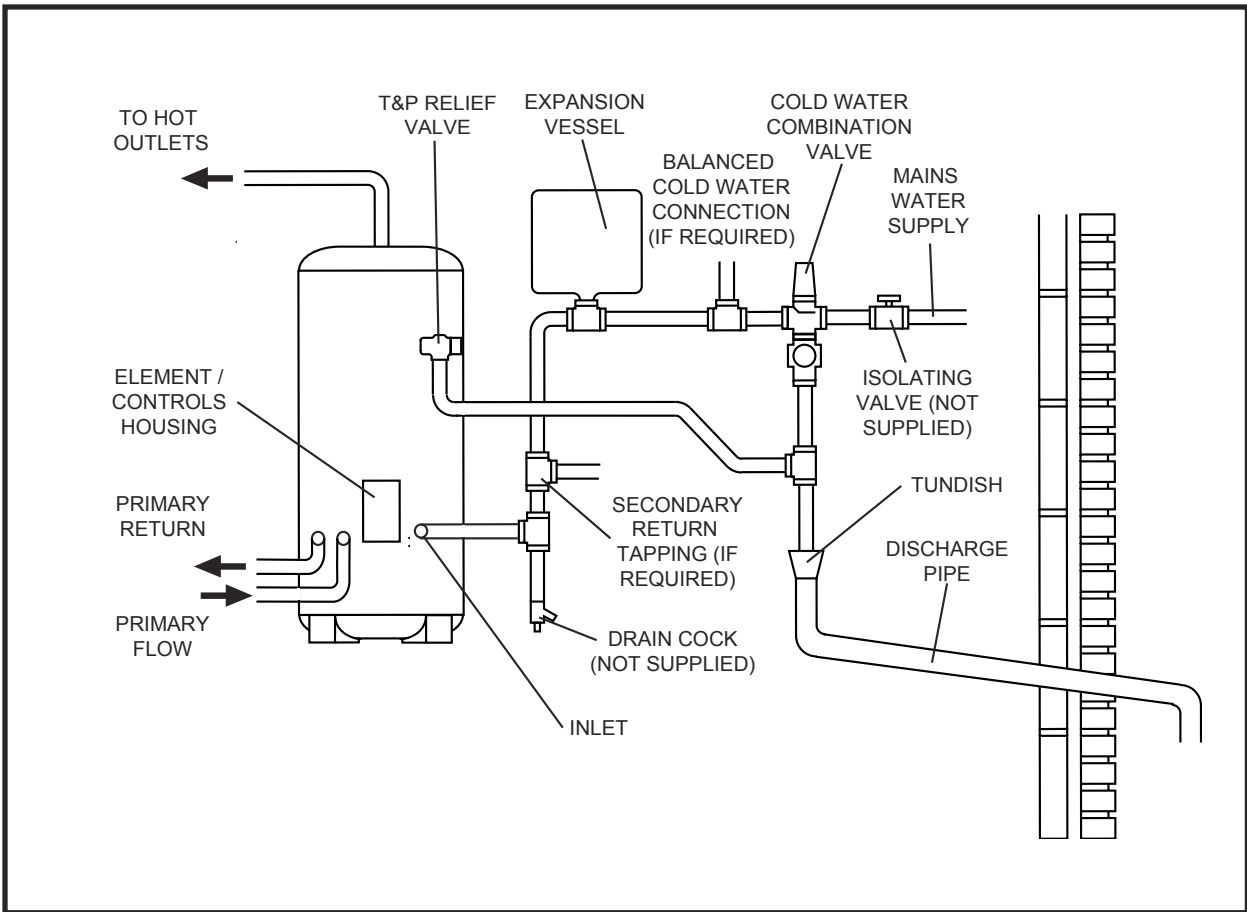 TO HOT
OUTLETS
T&P RELIEF
VALVE
EXPANSION
VESSEL
COLD WATER
COMBINATION
VALVE
BALANCED
COLD WATER
CONNECTION
(IF REQUIRED)
MAINS
WATER
SUPPLY
ELEMENT /
CONTROLS
HOUSING
ISOLATING
VALVE (NOT
SUPPLIED)
PRIMARY
RETURN
SECONDARY
RETURN
TAPPING (IF
REQUIRED)
TUNDISH
DISCHARGE
PIPE
PRIMARY
FLOW
DRAIN COCK
(NOT SUPPLIED)
INLET